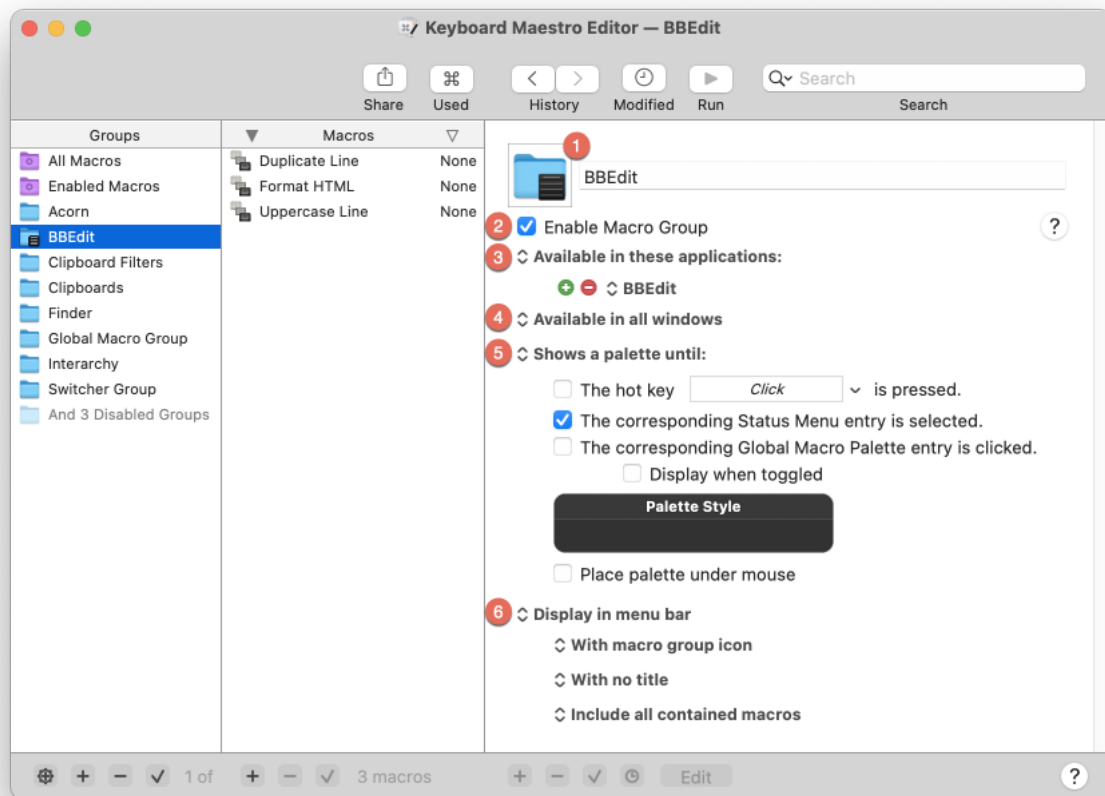 Keyboard Maestro Editor — BBEdit
Share Used History Modified Run Search
Search
Groups
All Macros
Enabled Macros
Acorn
BBEdit
Clipboard Filters
Clipboards
Finder
Global Macro Group
Interarchy
Switcher Group
And 3 Disabled Groups
Macros
Duplicate Line None
Format HTML None
Uppercase Line None
1
BBEdit
2 Enable Macro Group ?
3 Available in these applications:
BBEdit
4 Available in all windows
5 Shows a palette until:
The hot key Click is pressed.
The corresponding Status Menu entry is selected.
The corresponding Global Macro Palette entry is clicked.
Display when toggled
Palette Style
Place palette under mouse
6 Display in menu bar
With macro group icon
With no title
Include all contained macros
1 of 3 macros Edit ?